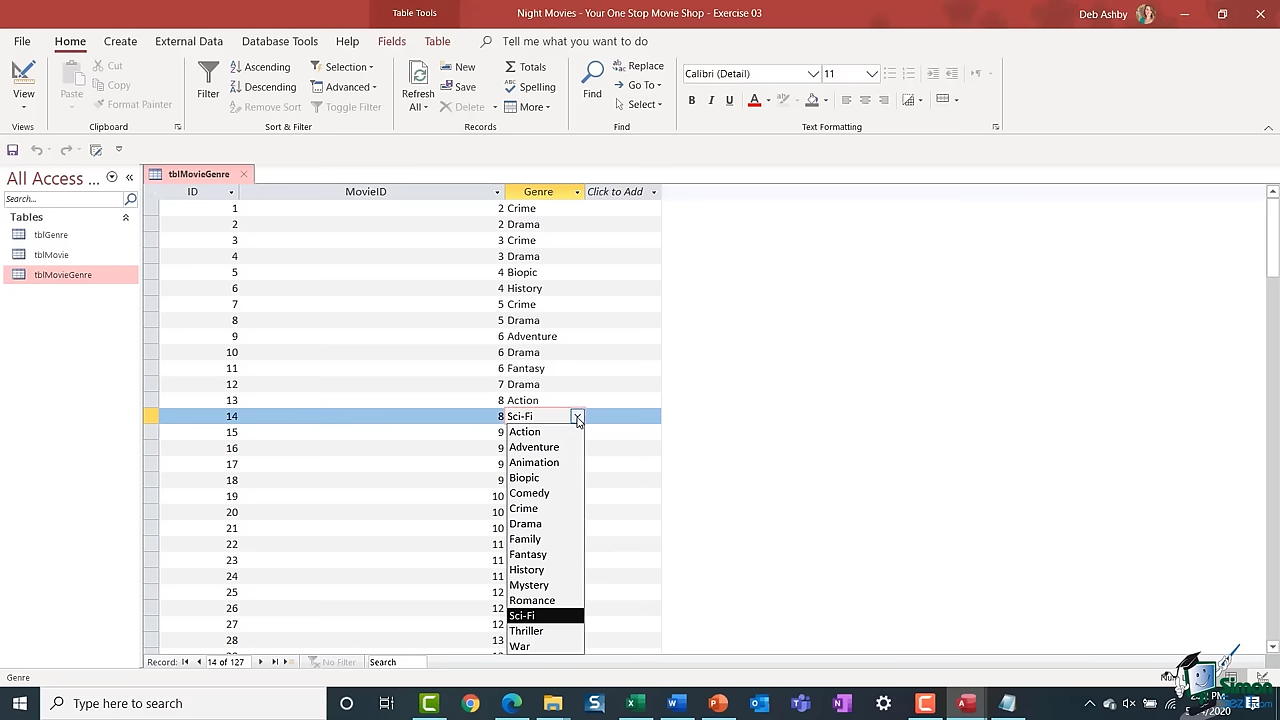 Table Tools
Night Movies - Your One Stop Movie Shop - Exercise 03
Deb Ashby
File Home Create External Data Database Tools Help Fields Table Tell me what you want to do
View
Views
Paste
Cut
Copy
Format Painter
Clipboard
Filter
Ascending
Descending
Remove Sort
Selection
Advanced
Toggle Filter
Sort & Filter
Refresh All
New
Save
Delete
Totals
Spelling
More
Records
Find
Replace
Go To
Select
Find
Calibri (Detail) 11
B I U
Text Formatting
All Access ...
Search...
Tables
tblGenre
tblMovie
tblMovieGenre
tblMovieGenre
ID MovieID Genre Click to Add
1 2 Crime
2 2 Drama
3 3 Crime
4 3 Drama
5 4 Biopic
6 4 History
7 5 Crime
8 5 Drama
9 6 Adventure
10 6 Drama
11 6 Fantasy
12 7 Drama
13 8 Action
14 8 Sci-Fi
15 9
16 9
17 9
18 9
19 10
20 10
21 10
22 11
23 11
24 11
25 12
26 12
27 12
28 13
Action
Adventure
Animation
Biopic
Comedy
Crime
Drama
Family
Fantasy
History
Mystery
Romance
Sci-Fi
Thriller
War
Record: 14 of 127 No Filter Search
Genre
Type here to search